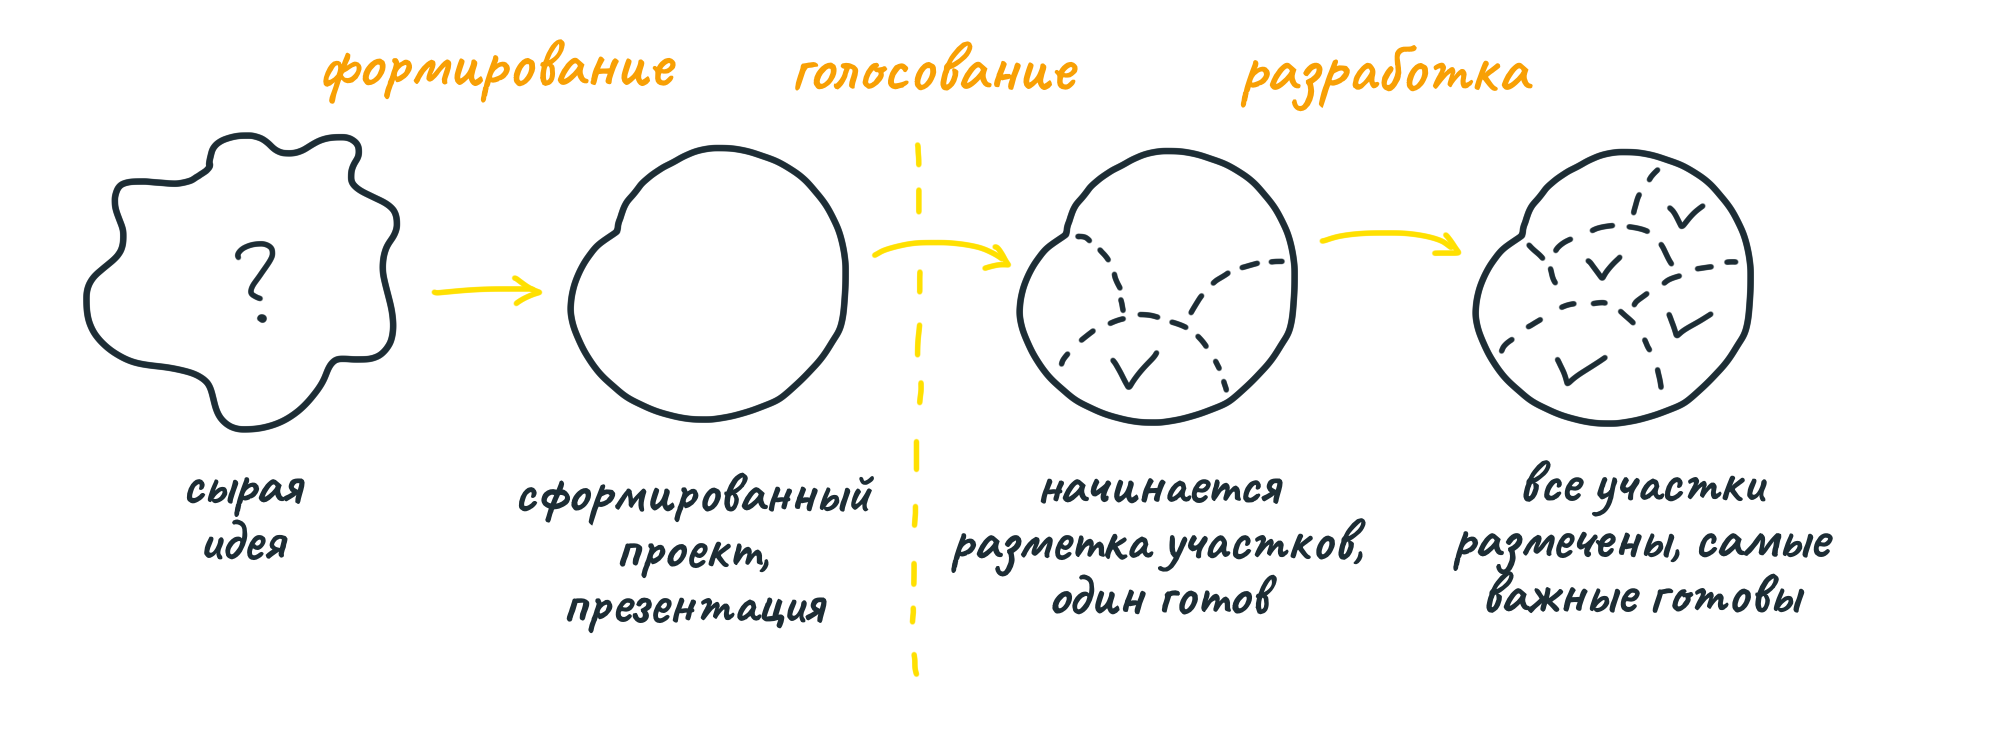 формирование
голосование
разработка
?
сырая
идея
сформированный
проект,
презентация
начинается
разметка участков,
один готов
все участки
размечены, самые
важные готовы